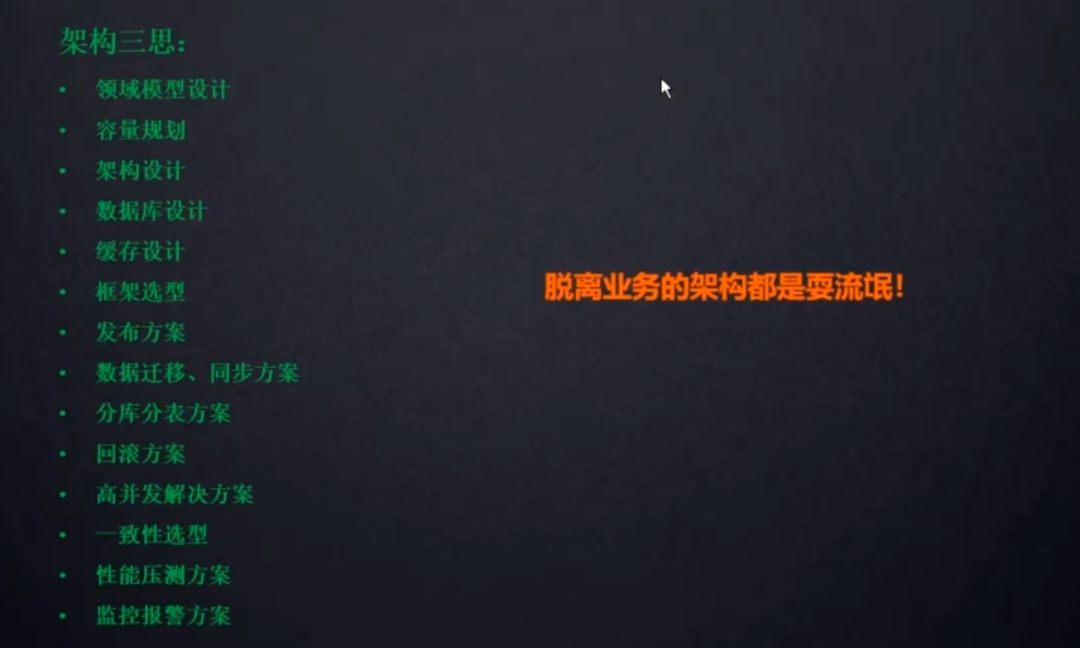 架构三思:
• 领域模型设计
• 容量规划
• 架构设计
• 数据库设计
• 缓存设计
• 框架选型
• 发布方案
• 数据迁移、同步方案
• 分库分表方案
• 回滚方案
• 高并发解决方案
• 一致性选型
• 性能压测方案
• 监控报警方案
脱离业务的架构都是耍流氓!